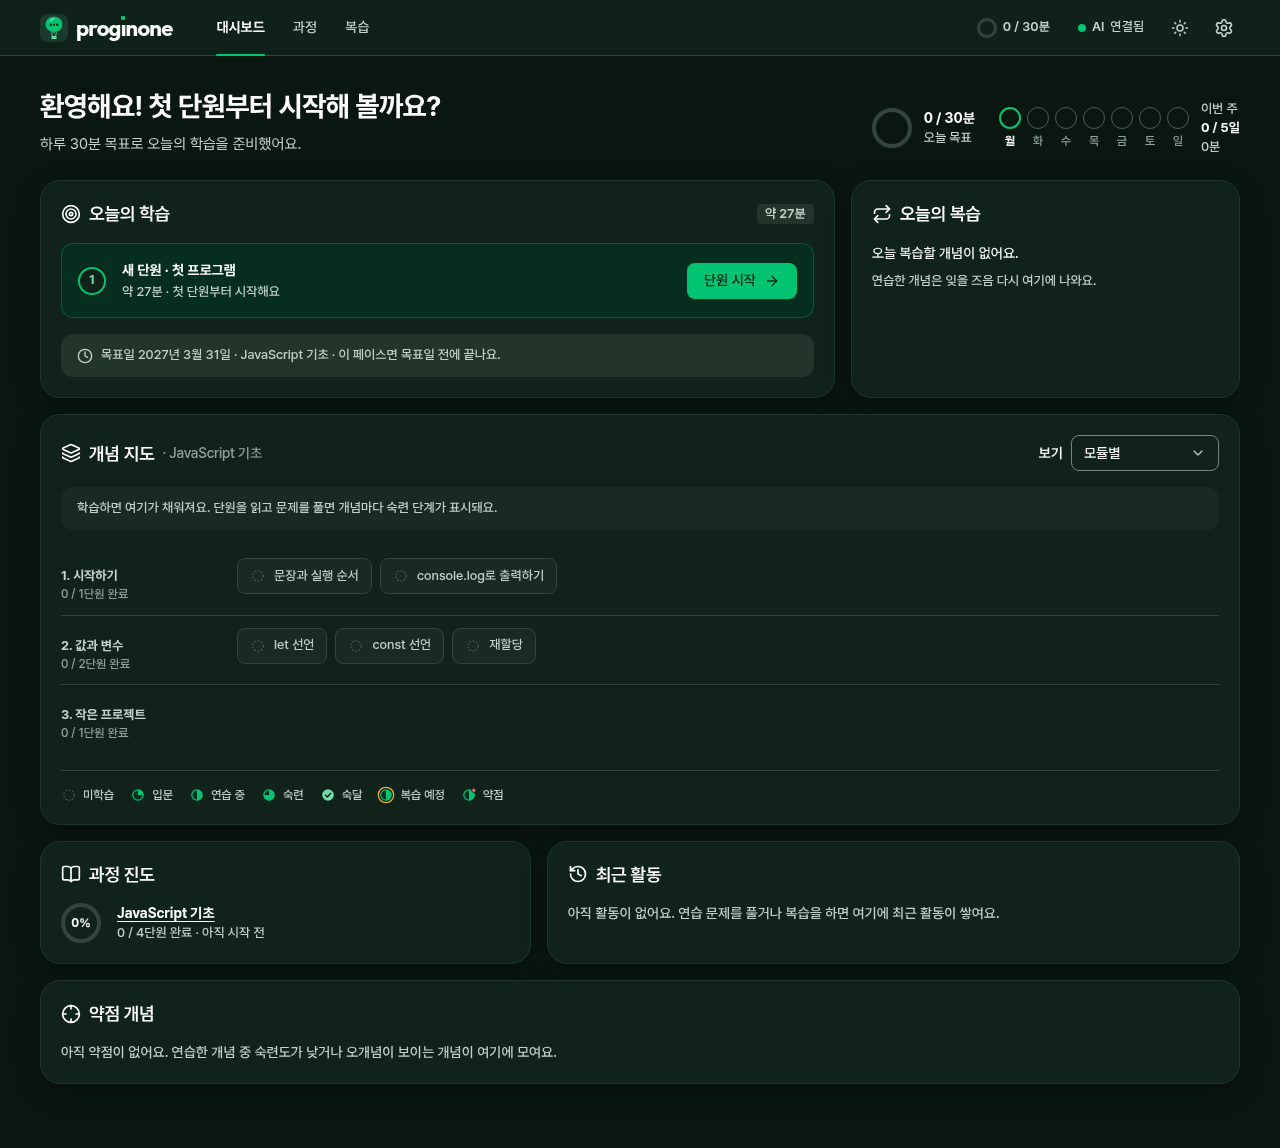 proginone
대시보드
과정
복습
0 / 30분
AI 연결됨
환영해요! 첫 단원부터 시작해 볼까요?
하루 30분 목표로 오늘의 학습을 준비했어요.
0 / 30분
오늘 목표
월 화 수 목 금 토 일
이번 주
0 / 5일
0분
오늘의 학습
약 27분
1
새 단원 · 첫 프로그램
약 27분 · 첫 단원부터 시작해요
단원 시작
목표일 2027년 3월 31일 · JavaScript 기초 · 이 페이스면 목표일 전에 끝나요.
오늘의 복습
오늘 복습할 개념이 없어요.
연습한 개념은 잊을 즈음 다시 여기에 나와요.
개념 지도 · JavaScript 기초
보기
모듈별
학습하면 여기가 채워져요. 단원을 읽고 문제를 풀면 개념마다 숙련 단계가 표시돼요.
1. 시작하기
0 / 1단원 완료
문장과 실행 순서
console.log로 출력하기
2. 값과 변수
0 / 2단원 완료
let 선언
const 선언
재할당
3. 작은 프로젝트
0 / 1단원 완료
미학습
입문
연습 중
숙련
숙달
복습 예정
약점
과정 진도
0%
JavaScript 기초
0 / 4단원 완료 · 아직 시작 전
최근 활동
아직 활동이 없어요. 연습 문제를 풀거나 복습을 하면 여기에 최근 활동이 쌓여요.
약점 개념
아직 약점이 없어요. 연습한 개념 중 숙련도가 낮거나 오개념이 보이는 개념이 여기에 모여요.